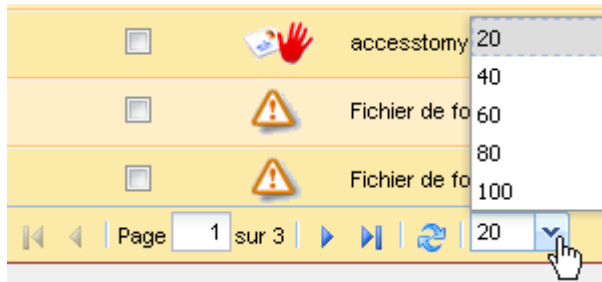 accesstomy 20
40
Fichier de fo 60
80
Fichier de fo
100
Page 1 sur 3 20